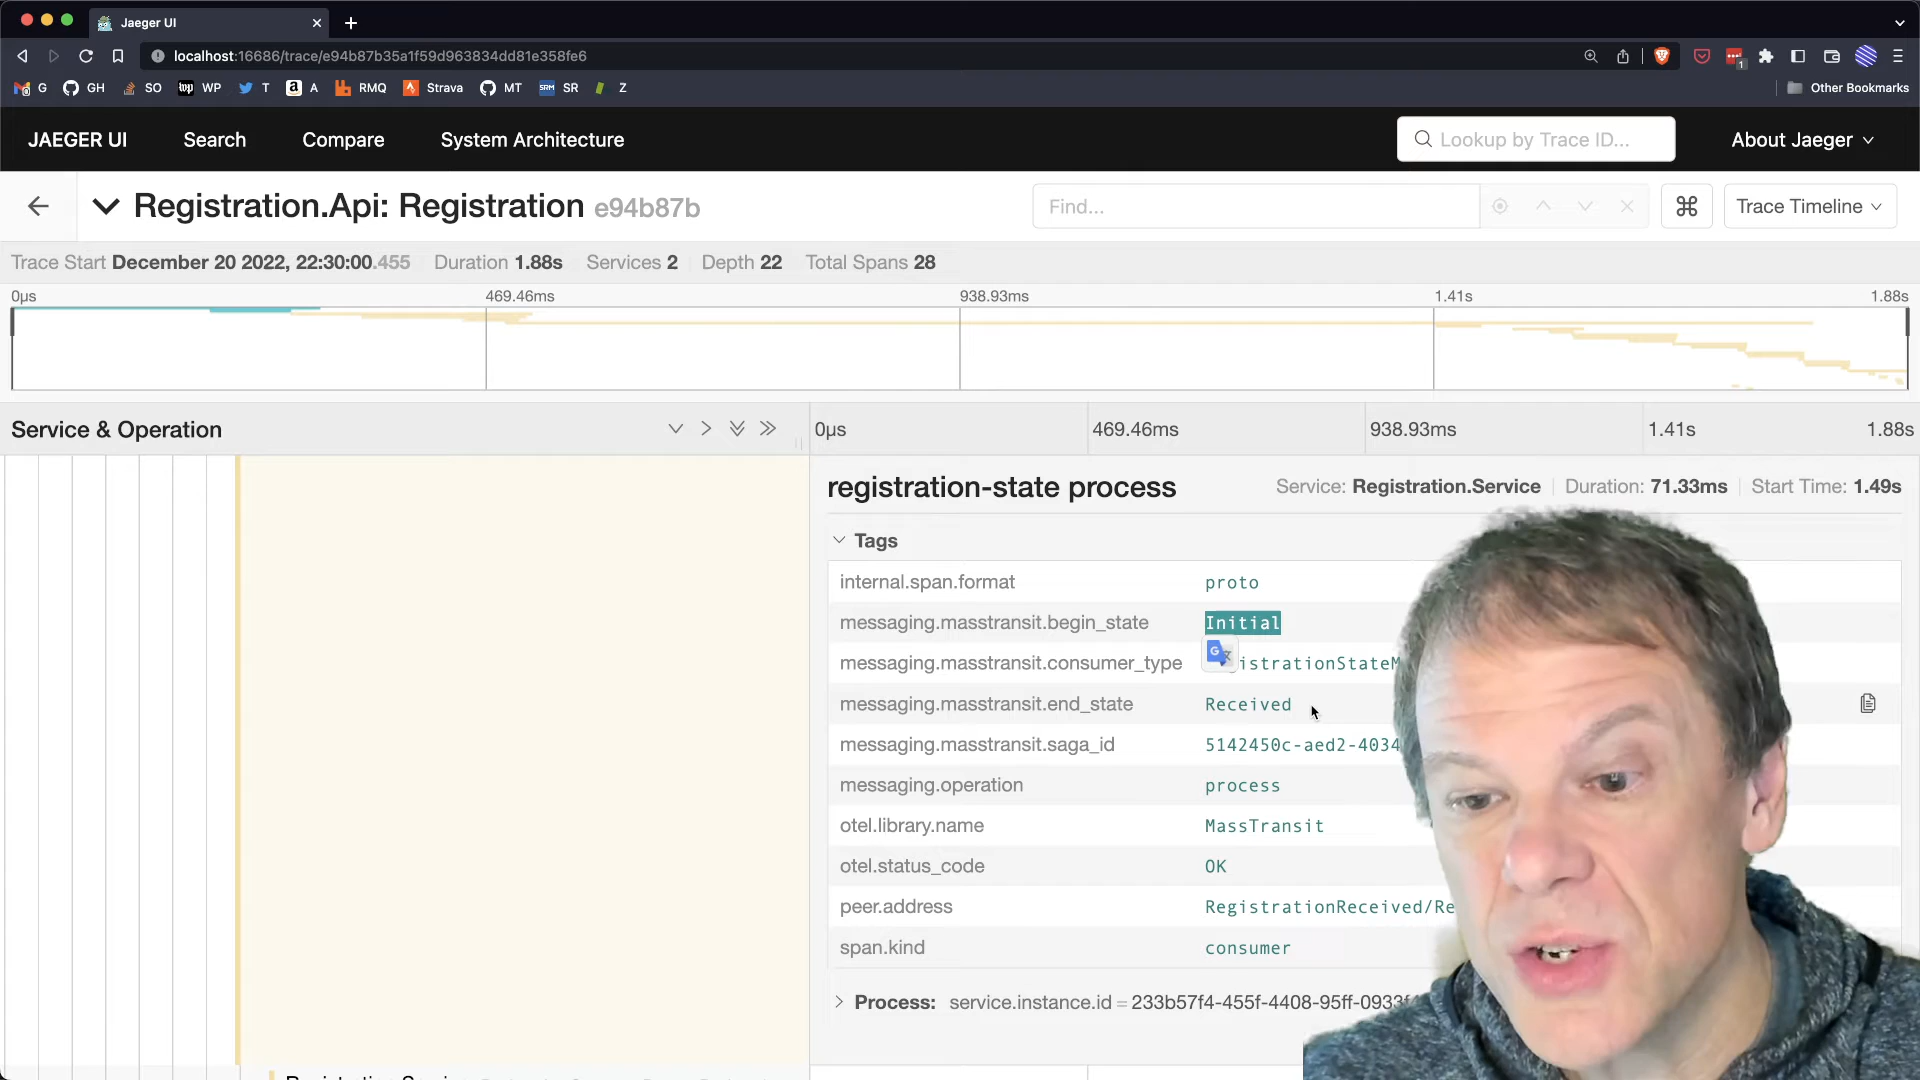 Jaeger UI
localhost:16686/trace/e94b87b35a1f59d963834dd81e358fe6
1
G GH SO WP T A RMQ Strava MT SR Z Other Bookmarks
JAEGER UI Search Compare System Architecture Lookup by Trace ID... About Jaeger
Registration.Api: Registration e94b87b Find... Trace Timeline
Trace Start December 20 2022, 22:30:00.455 Duration 1.88s Services 2 Depth 22 Total Spans 28
0μs 469.46ms 938.93ms 1.41s 1.88s
Service & Operation 0μs 469.46ms 938.93ms 1.41s 1.88s
registration-state process Service: Registration.Service Duration: 71.33ms Start Time: 1.49s
Tags
internal.span.format proto
messaging.masstransit.begin_state Initial
messaging.masstransit.consumer_type istrationStateM
messaging.masstransit.end_state Received
messaging.masstransit.saga_id 5142450c-aed2-4034
messaging.operation process
otel.library.name MassTransit
otel.status_code OK
peer.address RegistrationReceived/Re
span.kind consumer
Process: service.instance.id = 233b57f4-455f-4408-95ff-0933f